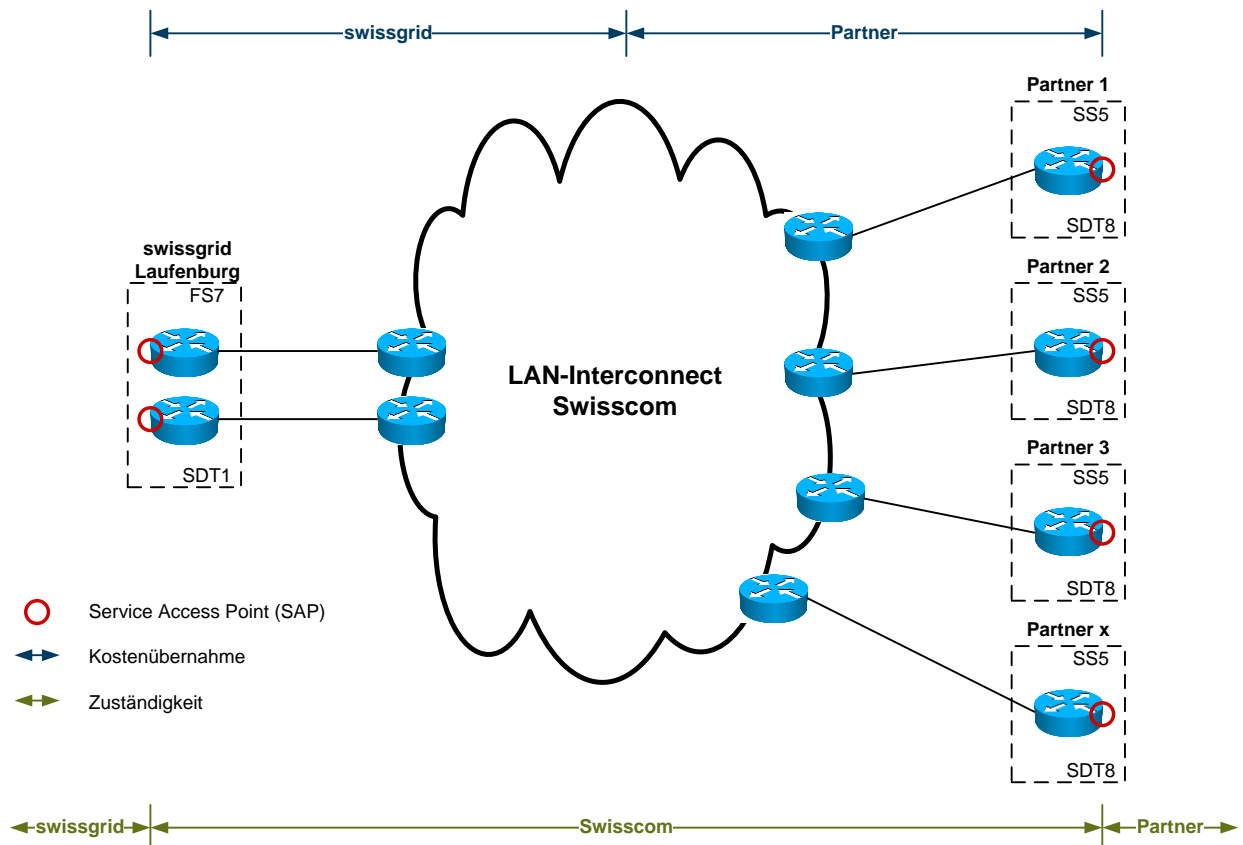 swissgrid
Partner
Partner 1
SS5
SDT8
swissgrid
Laufenburg
FS7
SDT1
LAN-Interconnect
Swisscom
Partner 2
SS5
SDT8
Partner 3
SS5
SDT8
Partner x
SS5
SDT8
Service Access Point (SAP)
Kostenübernahme
Zuständigkeit
swissgrid
Swisscom
Partner